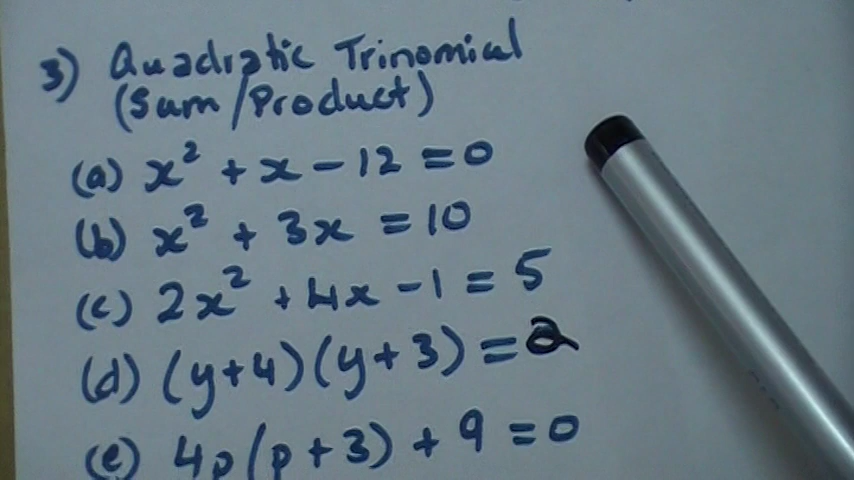 3) Quadratic Trinomial
(Sum/Product)
(a) x² + x - 12 = 0
(b) x² + 3x = 10
(c) 2x² + 4x - 1 = 5
(d) (y+4)(y+3) = 2
(e) 4p(p+3) + 9 = 0